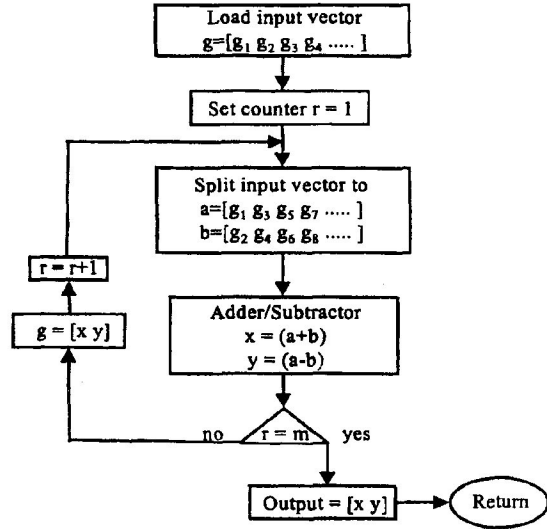 Load input vector
g=[g₁ g₂ g₃ g₄ ..... ]
Set counter r = 1
Split input vector to
a=[g₁ g₃ g₅ g₇ ..... ]
b=[g₂ g₄ g₆ g₈ ..... ]
r = r+1
g = [x y]
Adder/Subtractor
x = (a+b)
y = (a-b)
no
r = m
yes
Output = [x y]
Return